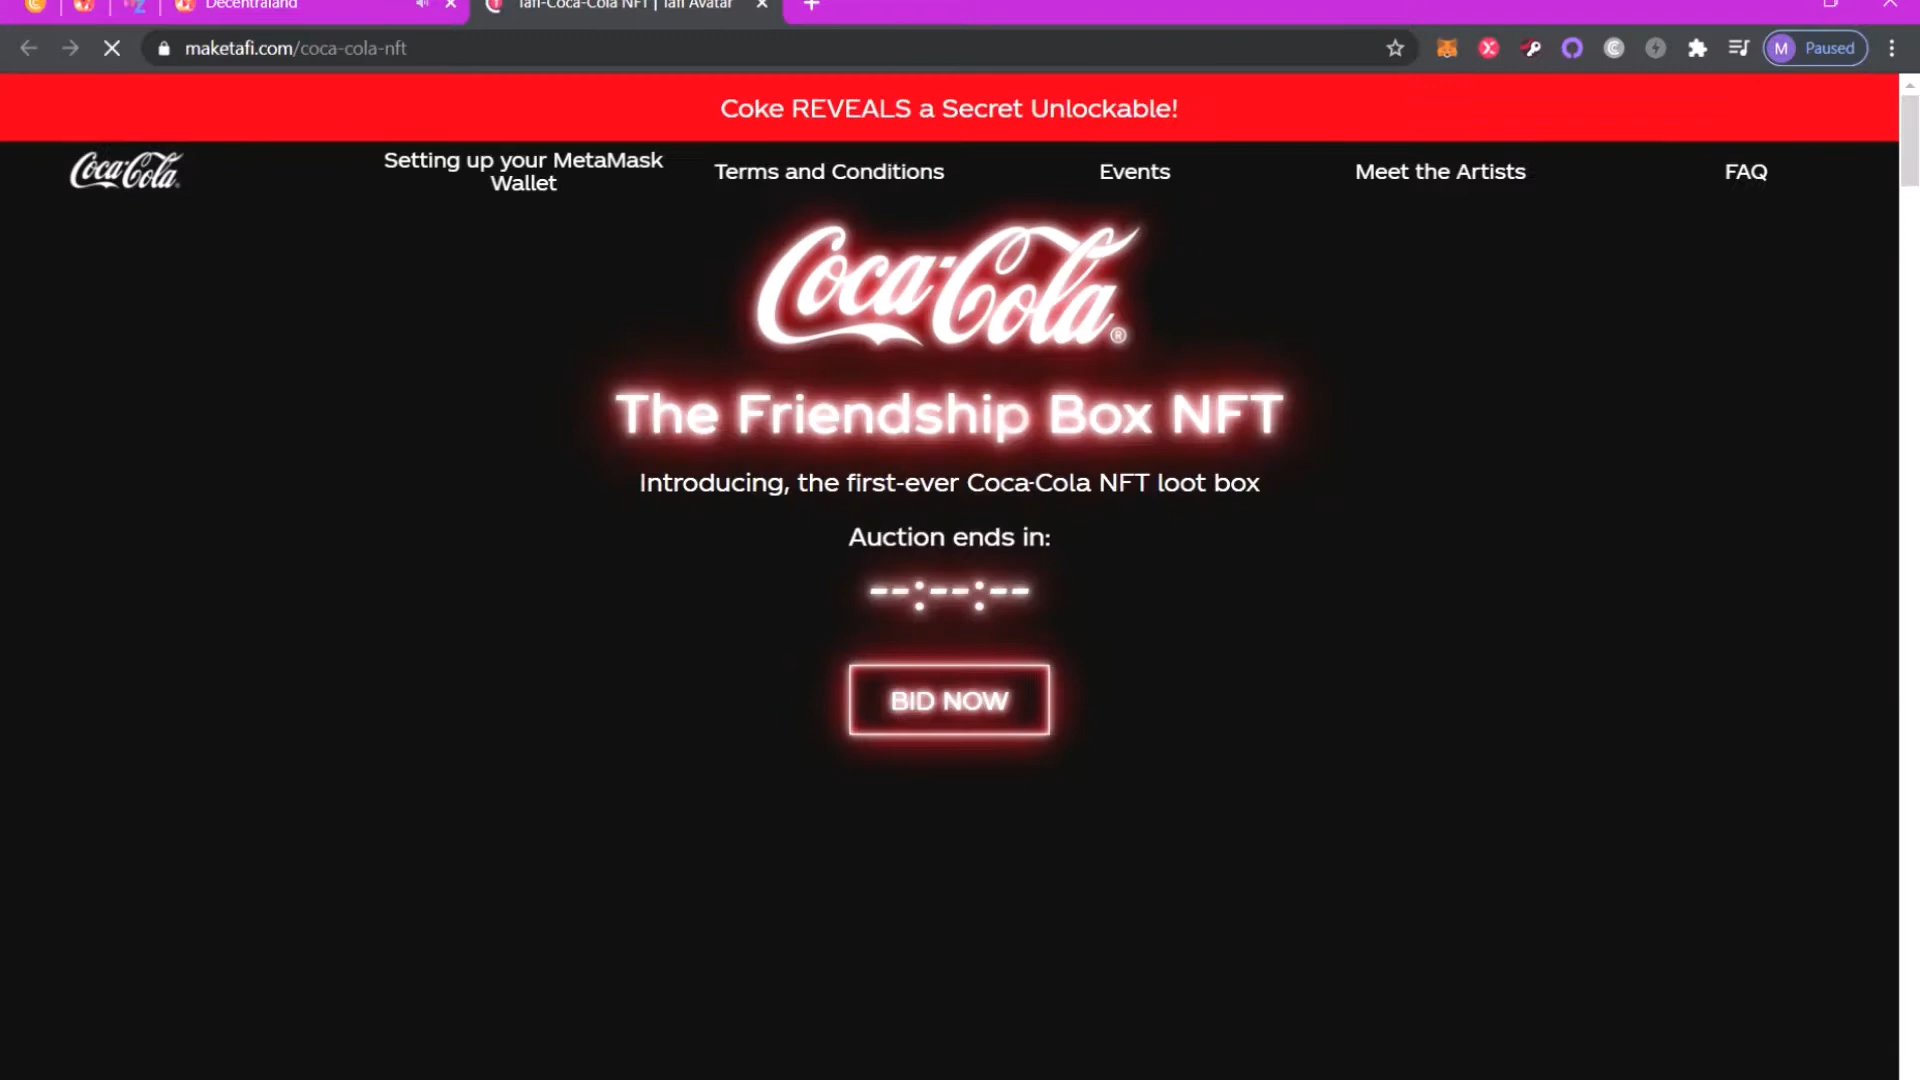 Decentraland
Tafi-Coca-Cola NFT | Tafi Avatar
maketafi.com/coca-cola-nft
M Paused
Coke REVEALS a Secret Unlockable!
Coca-Cola
Setting up your MetaMask
Wallet
Terms and Conditions
Events
Meet the Artists
FAQ
Coca-Cola®
The Friendship Box NFT
Introducing, the first-ever Coca-Cola NFT loot box
Auction ends in:
--:--:--
BID NOW